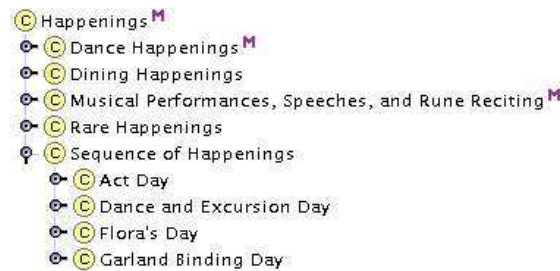 C Happenings M
C Dance Happenings M
C Dining Happenings
C Musical Performances, Speeches, and Rune Reciting M
C Rare Happenings
C Sequence of Happenings
C Act Day
C Dance and Excursion Day
C Flora's Day
C Garland Binding Day